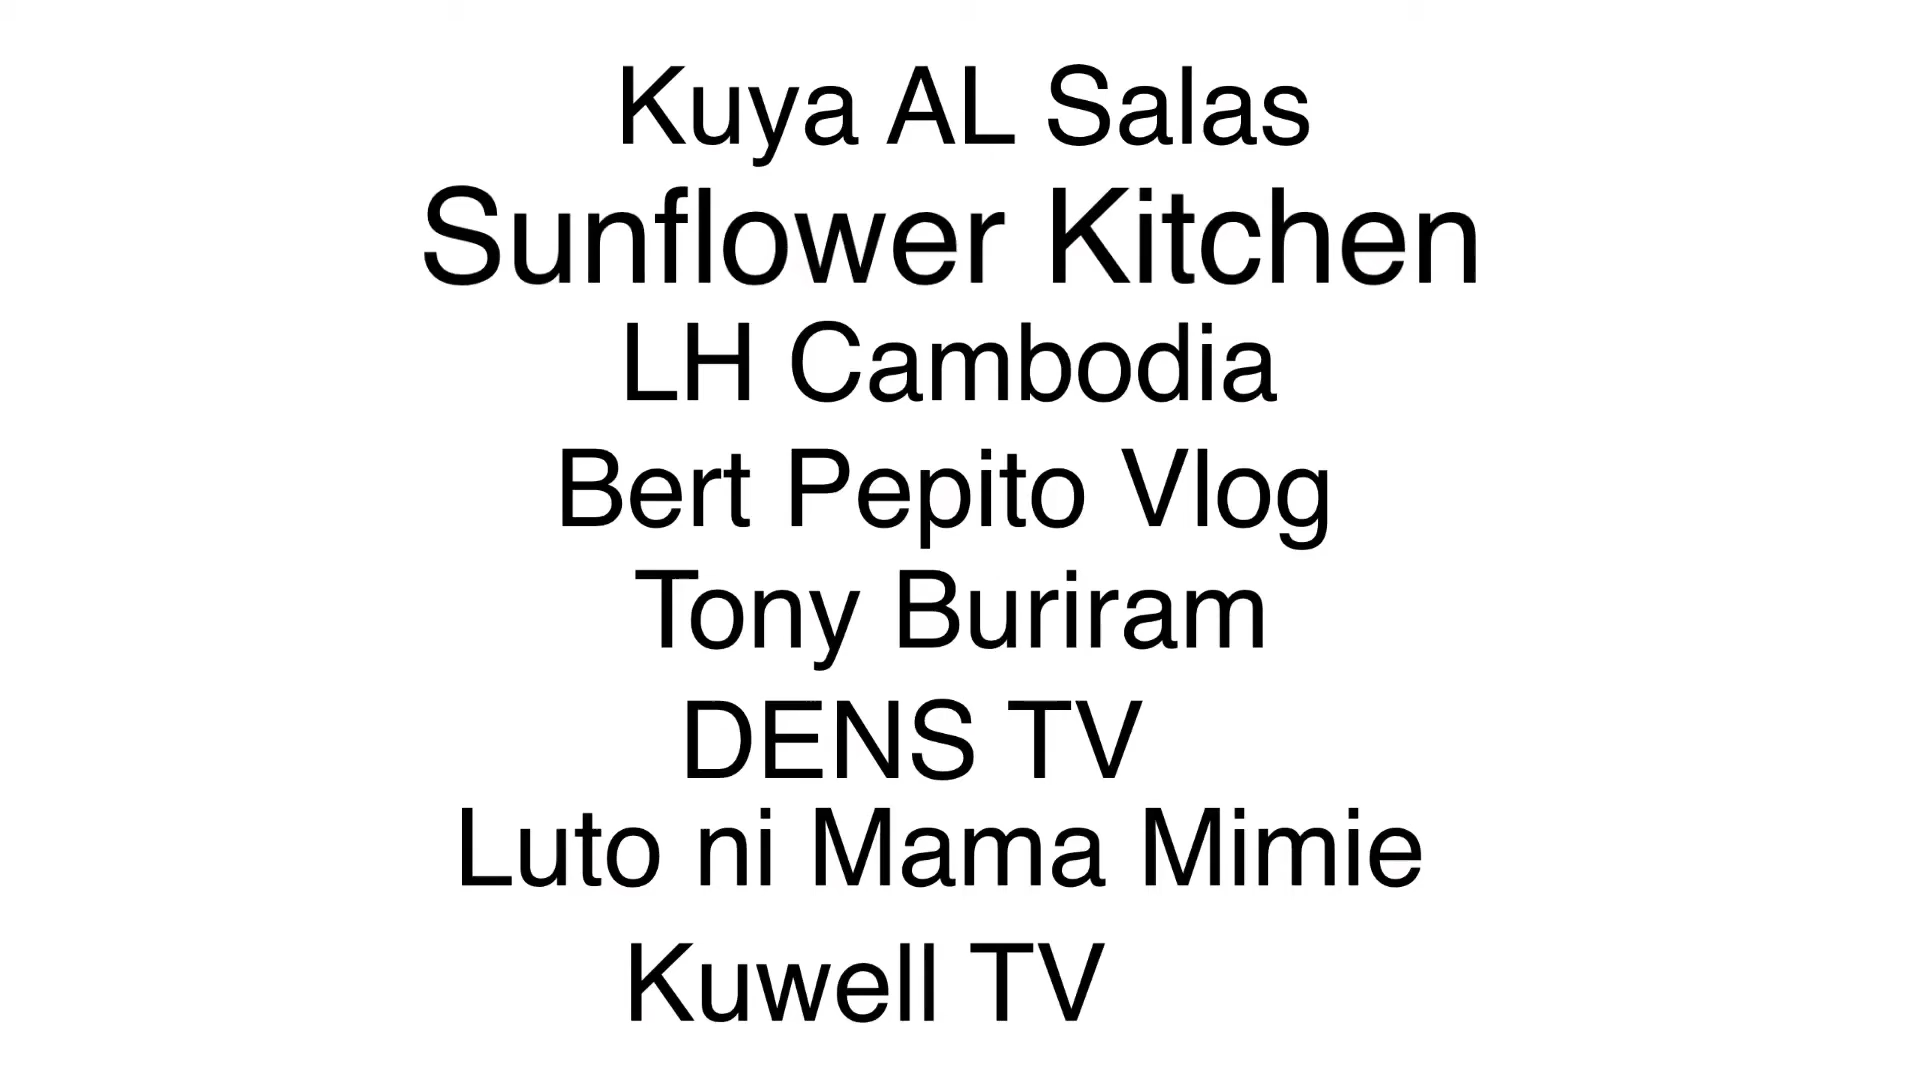 Kuya AL Salas
Sunflower Kitchen
LH Cambodia
Bert Pepito Vlog
Tony Buriram
DENS TV
Luto ni Mama Mimie
Kuwell TV